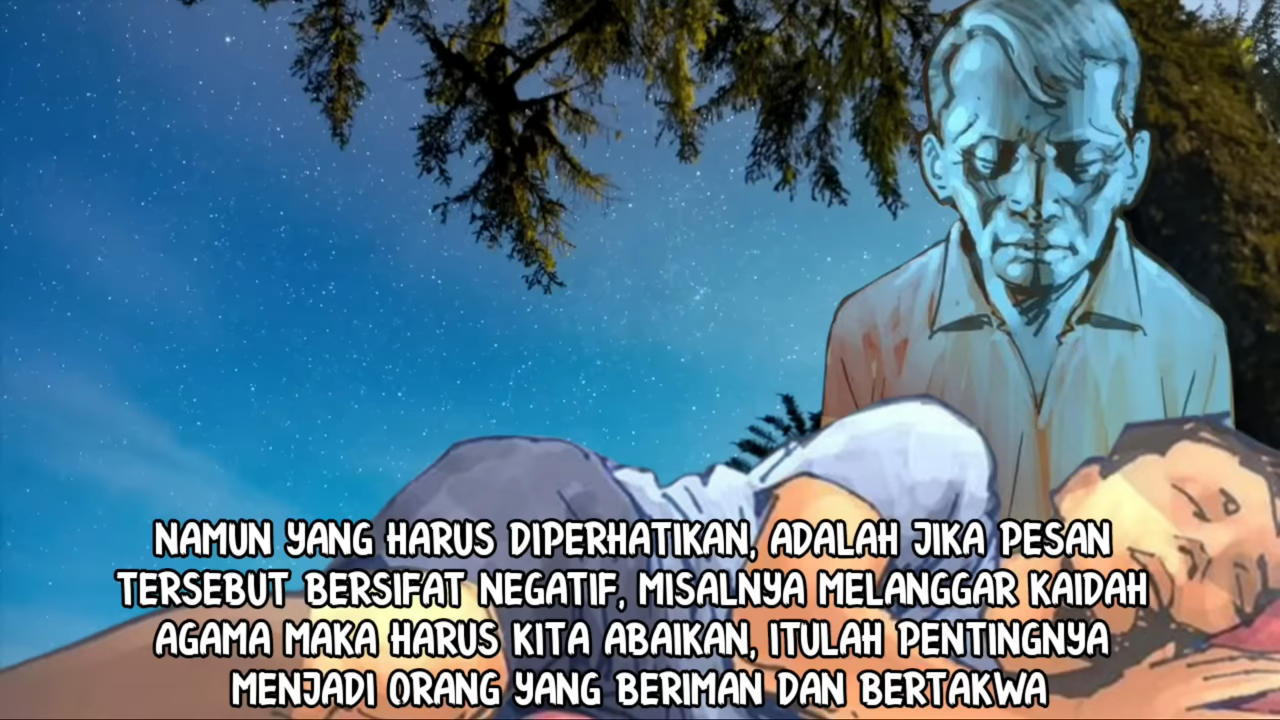 NAMUN YANG HARUS DIPERHATIKAN, ADALAH JIKA PESAN
TERSEBUT BERSIFAT NEGATIF, MISALNYA MELANGGAR KAIDAH
AGAMA MAKA HARUS KITA ABAIKAN, ITULAH PENTINGNYA
MENJADI ORANG YANG BERIMAN DAN BERTAKWA